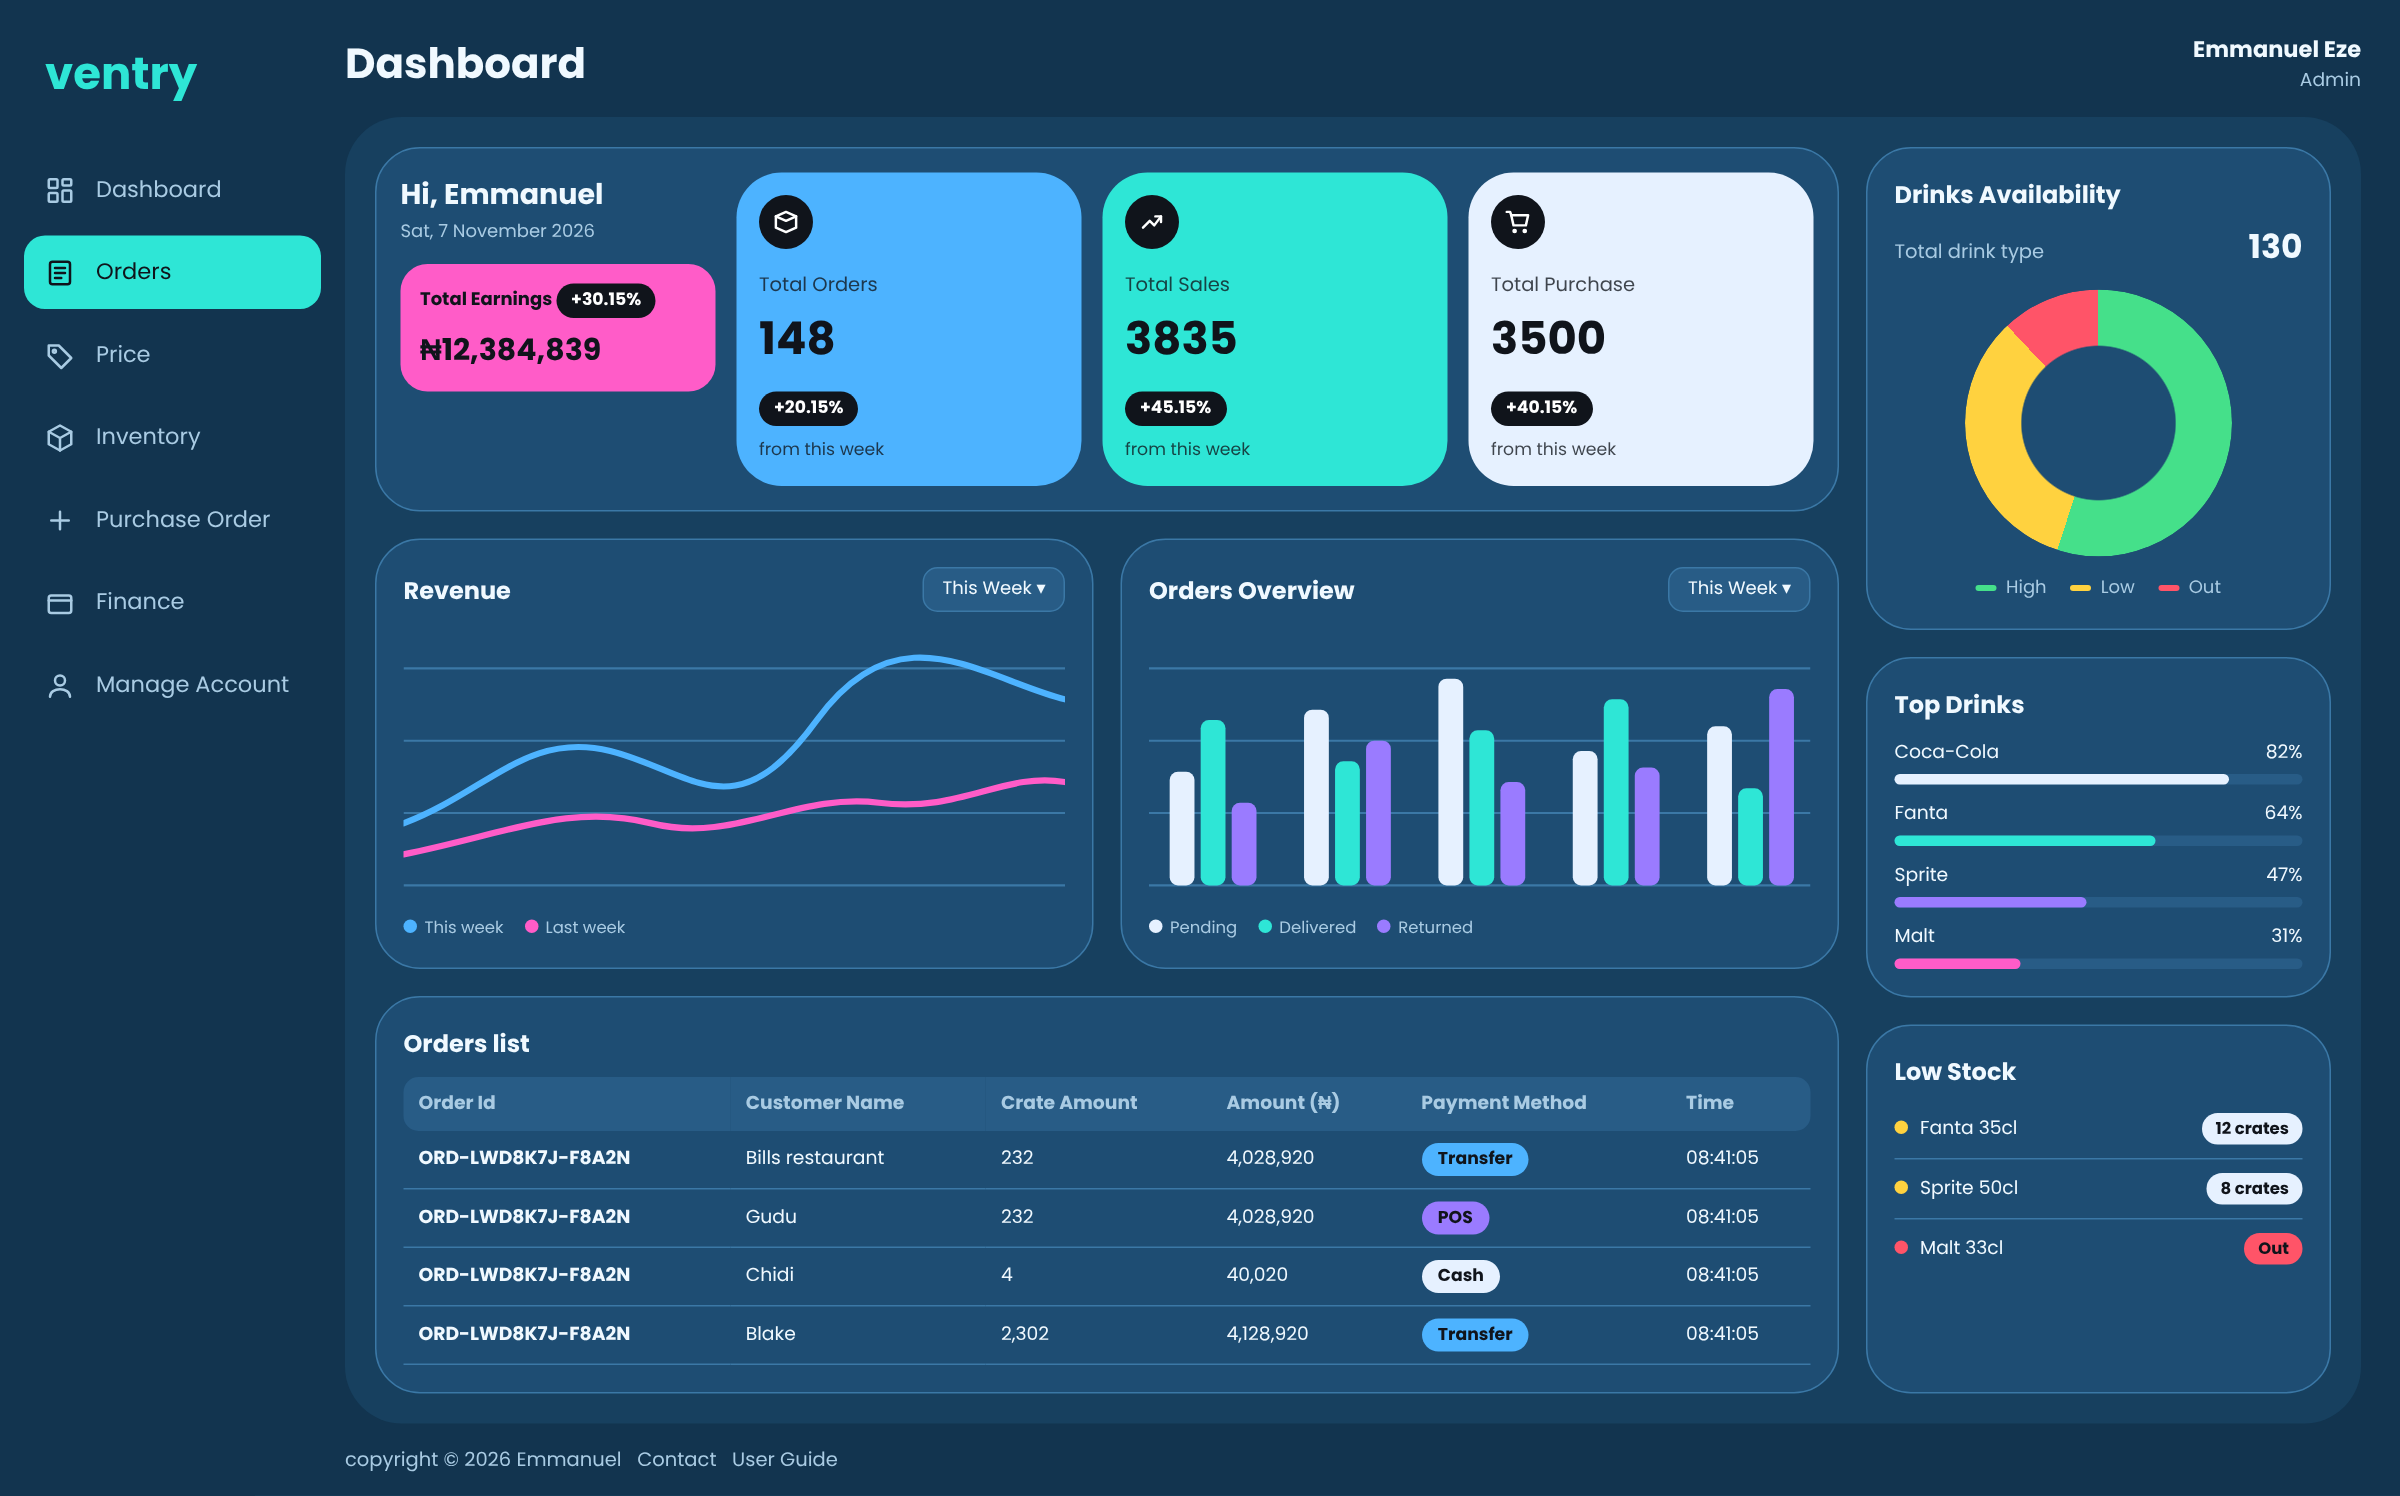 ventry
Dashboard
Orders
Price
Inventory
Purchase Order
Finance
Manage Account
Dashboard
Emmanuel Eze
Admin
Hi, Emmanuel
Sat, 7 November 2026
Total Earnings +30.15%
₦12,384,839
Total Orders
148
+20.15%
from this week
Total Sales
3835
+45.15%
from this week
Total Purchase
3500
+40.15%
from this week
Revenue
This Week ▾
This week Last week
Orders Overview
This Week ▾
Pending Delivered Returned
Orders list
Order Id Customer Name Crate Amount Amount (₦) Payment Method Time
ORD-LWD8K7J-F8A2N Bills restaurant 232 4,028,920 Transfer 08:41:05
ORD-LWD8K7J-F8A2N Gudu 232 4,028,920 POS 08:41:05
ORD-LWD8K7J-F8A2N Chidi 4 40,020 Cash 08:41:05
ORD-LWD8K7J-F8A2N Blake 2,302 4,128,920 Transfer 08:41:05
Drinks Availability
Total drink type 130
High Low Out
Top Drinks
Coca-Cola 82%
Fanta 64%
Sprite 47%
Malt 31%
Low Stock
Fanta 35cl 12 crates
Sprite 50cl 8 crates
Malt 33cl Out
copyright © 2026 Emmanuel Contact User Guide